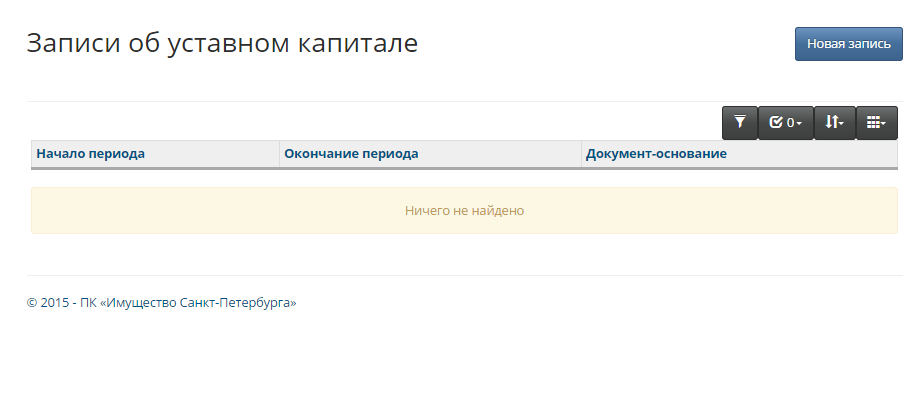 Записи об уставном капитале
Новая запись
0
Начало периода Окончание периода Документ-основание
Ничего не найдено
© 2015 - ПК «Имущество Санкт-Петербурга»